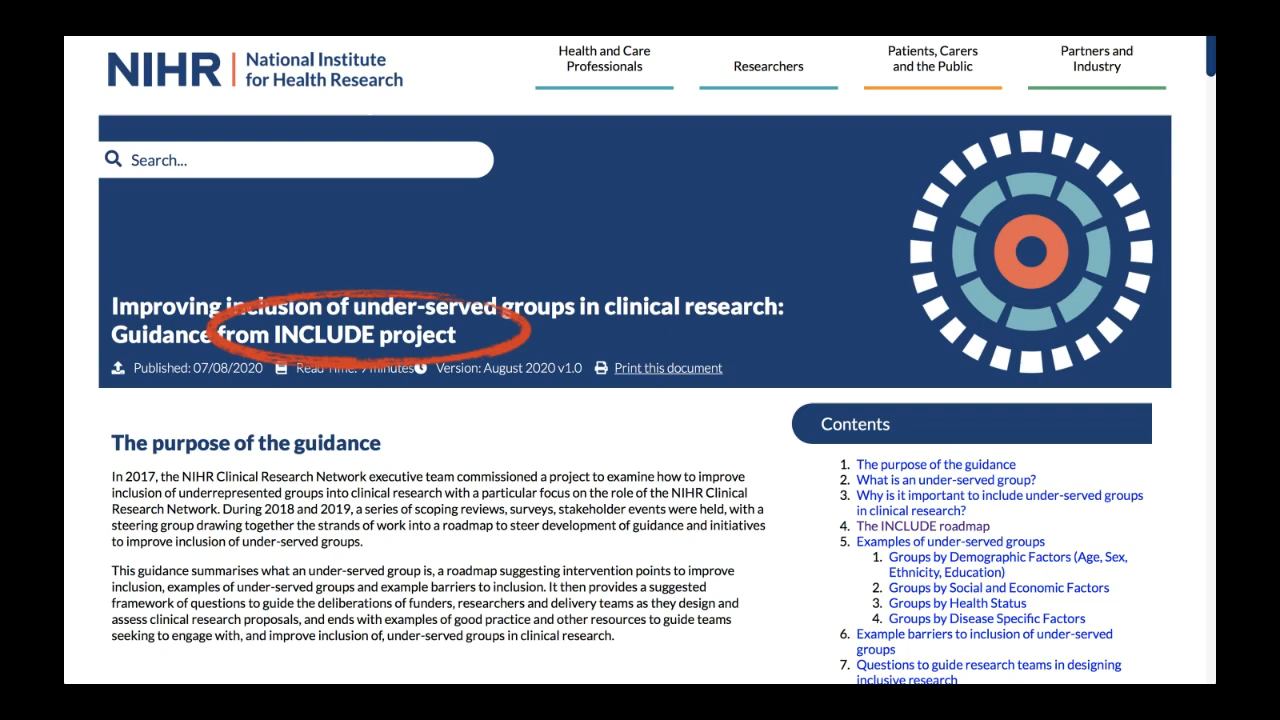 NIHR | National Institute
for Health Research
Health and Care
Professionals
Researchers
Patients, Carers
and the Public
Partners and
Industry
Search...
Improving inclusion of under-served groups in clinical research:
Guidance from INCLUDE project
Published: 07/08/2020 Read Time: 9 minutes Version: August 2020 v1.0 Print this document
The purpose of the guidance
In 2017, the NIHR Clinical Research Network executive team commissioned a project to examine how to improve
inclusion of underrepresented groups into clinical research with a particular focus on the role of the NIHR Clinical
Research Network. During 2018 and 2019, a series of scoping reviews, surveys, stakeholder events were held, with a
steering group drawing together the strands of work into a roadmap to steer development of guidance and initiatives
to improve inclusion of under-served groups.
This guidance summarises what an under-served group is, a roadmap suggesting intervention points to improve
inclusion, examples of under-served groups and example barriers to inclusion. It then provides a suggested
framework of questions to guide the deliberations of funders, researchers and delivery teams as they design and
assess clinical research proposals, and ends with examples of good practice and other resources to guide teams
seeking to engage with, and improve inclusion of, under-served groups in clinical research.
Contents
1. The purpose of the guidance
2. What is an under-served group?
3. Why is it important to include under-served groups
in clinical research?
4. The INCLUDE roadmap
5. Examples of under-served groups
1. Groups by Demographic Factors (Age, Sex,
Ethnicity, Education)
2. Groups by Social and Economic Factors
3. Groups by Health Status
4. Groups by Disease Specific Factors
6. Example barriers to inclusion of under-served
groups
7. Questions to guide research teams in designing
inclusive research